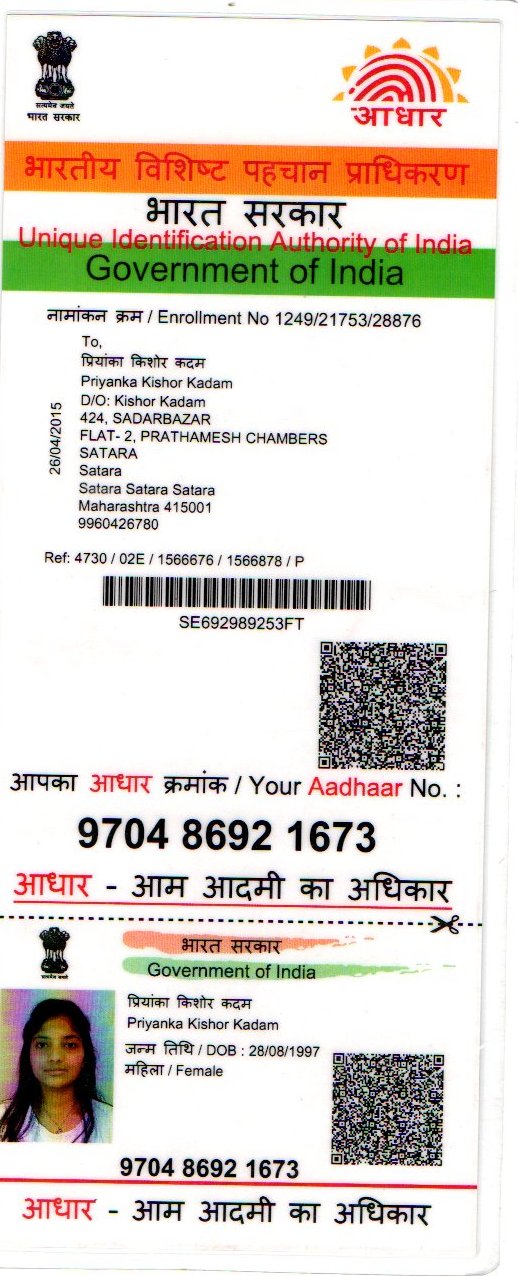 सत्यमेव जयते
भारत सरकार
आधार
भारतीय विशिष्ट पहचान प्राधिकरण
भारत सरकार
Unique Identification Authority of India
Government of India
नामांकन क्रम / Enrollment No 1249/21753/28876
To,
प्रियांका किशोर कदम
Priyanka Kishor Kadam
D/O: Kishor Kadam
424, SADARBAZAR
FLAT- 2, PRATHAMESH CHAMBERS
SATARA
Satara
Satara Satara Satara
Maharashtra 415001
9960426780
26/04/2015
Ref: 4730 / 02E / 1566676 / 1566878 / P
SE692989253FT
आपका आधार क्रमांक / Your Aadhaar No. :
9704 8692 1673
आधार - आम आदमी का अधिकार
भारत सरकार
Government of India
प्रियांका किशोर कदम
Priyanka Kishor Kadam
जन्म तिथि / DOB : 28/08/1997
महिला / Female
9704 8692 1673
आधार - आम आदमी का अधिकार